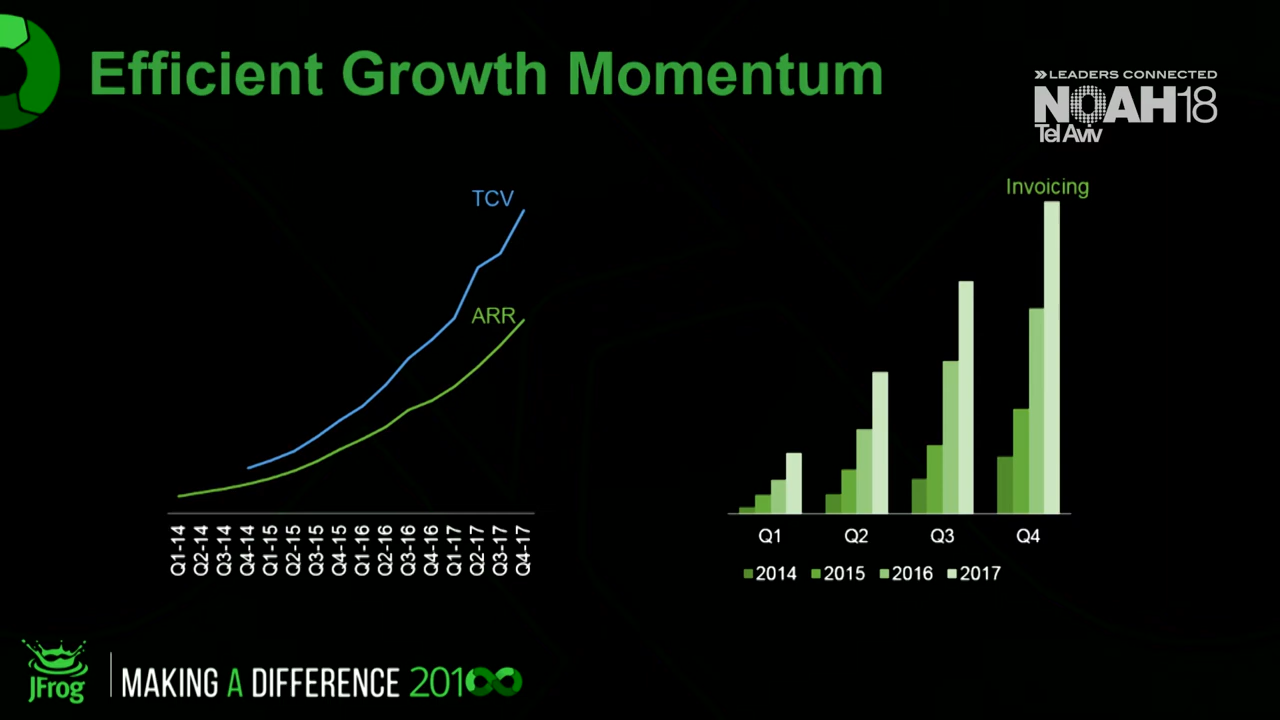 Efficient Growth Momentum
LEADERS CONNECTED
NOAH18
Tel Aviv
TCV
ARR
Q1-14
Q2-14
Q3-14
Q4-14
Q1-15
Q2-15
Q3-15
Q4-15
Q1-16
Q2-16
Q3-16
Q4-16
Q1-17
Q2-17
Q3-17
Q4-17
Invoicing
Q1 Q2 Q3 Q4
2014 2015 2016 2017
JFrog
MAKING A DIFFERENCE 2018